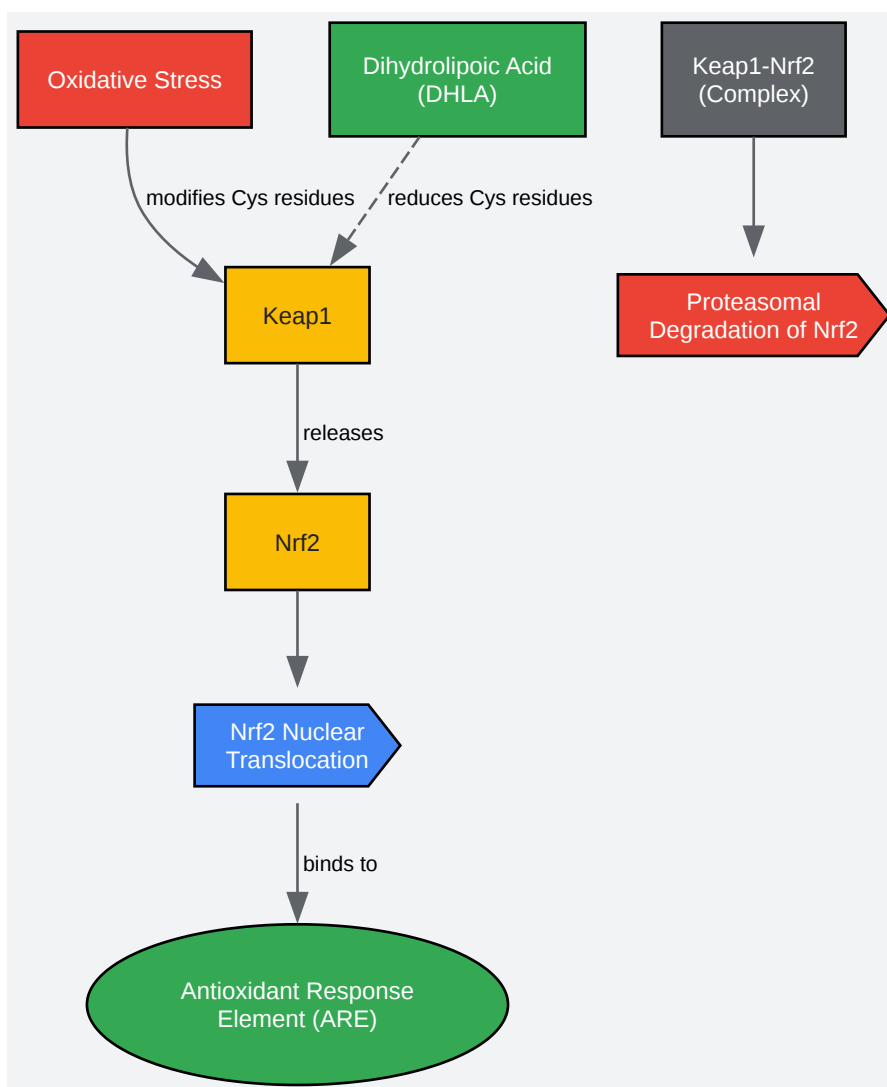 Oxidative Stress
Dihydrolipoic Acid
(DHLA)
Keap1-Nrf2
(Complex)
modifies Cys residues
reduces Cys residues
Keap1
Proteasomal
Degradation of Nrf2
releases
Nrf2
Nrf2 Nuclear
Translocation
binds to
Antioxidant Response
Element (ARE)